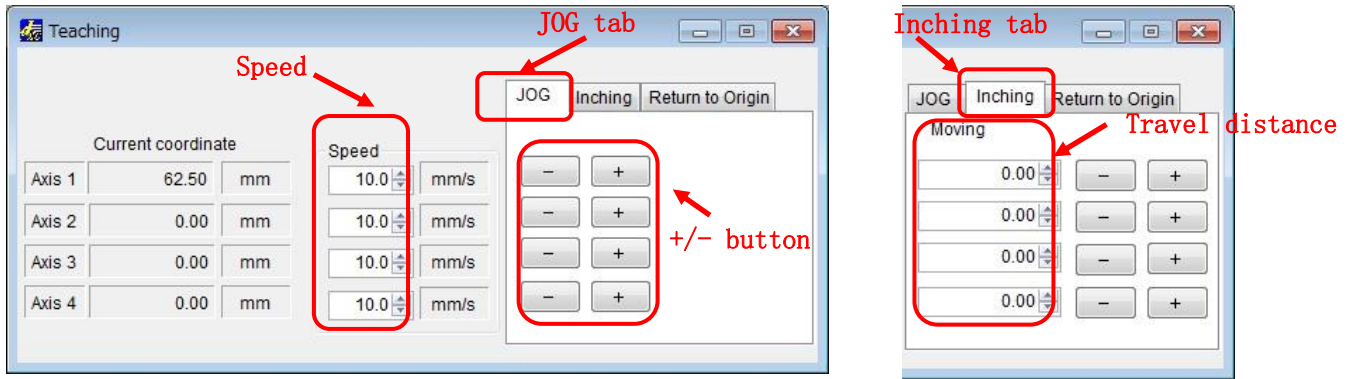 Teaching
JOG tab
Speed
JOG Inching Return to Origin
Current coordinate
Speed
Axis 1 62.50 mm 10.0 mm/s - +
Axis 2 0.00 mm 10.0 mm/s - +
Axis 3 0.00 mm 10.0 mm/s - +
Axis 4 0.00 mm 10.0 mm/s - +
+/- button
Inching tab
JOG Inching Return to Origin
Moving
Travel distance
0.00 - +
0.00 - +
0.00 - +
0.00 - +